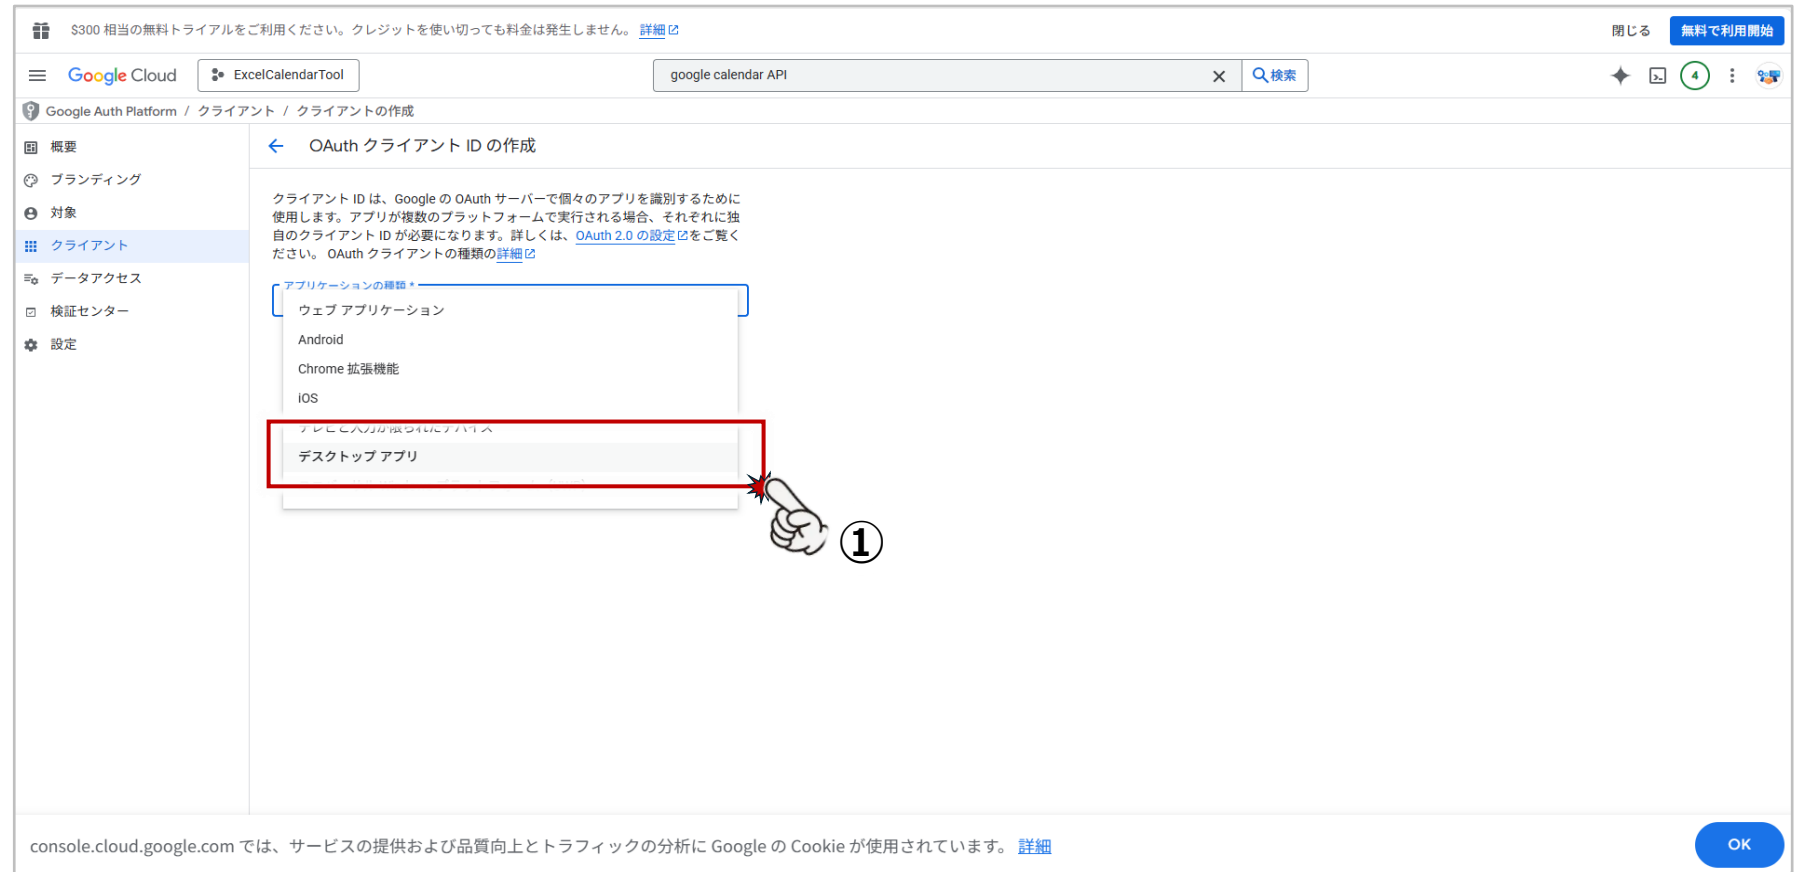 $300 相当の無料トライアルをご利用ください。クレジットを使い切っても料金は発生しません。 詳細
閉じる
無料で利用開始
Google Cloud
ExcelCalendarTool
google calendar API
検索
4
Google Auth Platform / クライアント / クライアントの作成
概要
ブランディング
対象
クライアント
データアクセス
検証センター
設定
OAuth クライアント ID の作成
クライアント ID は、Google の OAuth サーバーで個々のアプリを識別するために
使用します。アプリが複数のプラットフォームで実行される場合、それぞれに独
自のクライアント ID が必要になります。詳しくは、OAuth 2.0 の設定をご覧く
ださい。 OAuth クライアントの種類の詳細
アプリケーションの種類 *
ウェブ アプリケーション
Android
Chrome 拡張機能
iOS
テレビと入力が限られたデバイス
デスクトップ アプリ
①
console.cloud.google.com では、サービスの提供および品質向上とトラフィックの分析に Google の Cookie が使用されています。 詳細
OK